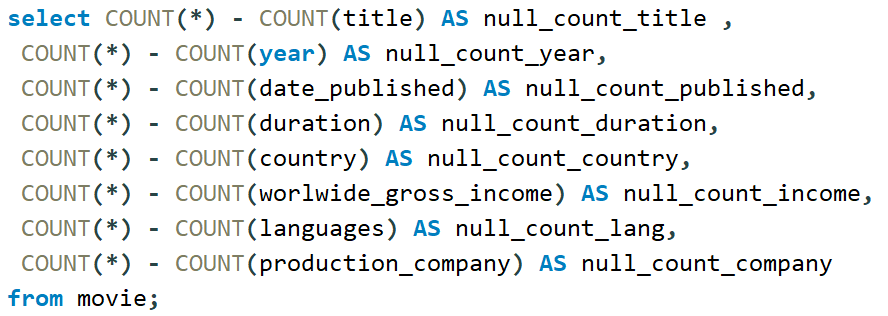 select COUNT(*) - COUNT(title) AS null_count_title ,
COUNT(*) - COUNT(year) AS null_count_year,
COUNT(*) - COUNT(date_published) AS null_count_published,
COUNT(*) - COUNT(duration) AS null_count_duration,
COUNT(*) - COUNT(country) AS null_count_country,
COUNT(*) - COUNT(worlwide_gross_income) AS null_count_income,
COUNT(*) - COUNT(languages) AS null_count_lang,
COUNT(*) - COUNT(production_company) AS null_count_company
from movie;